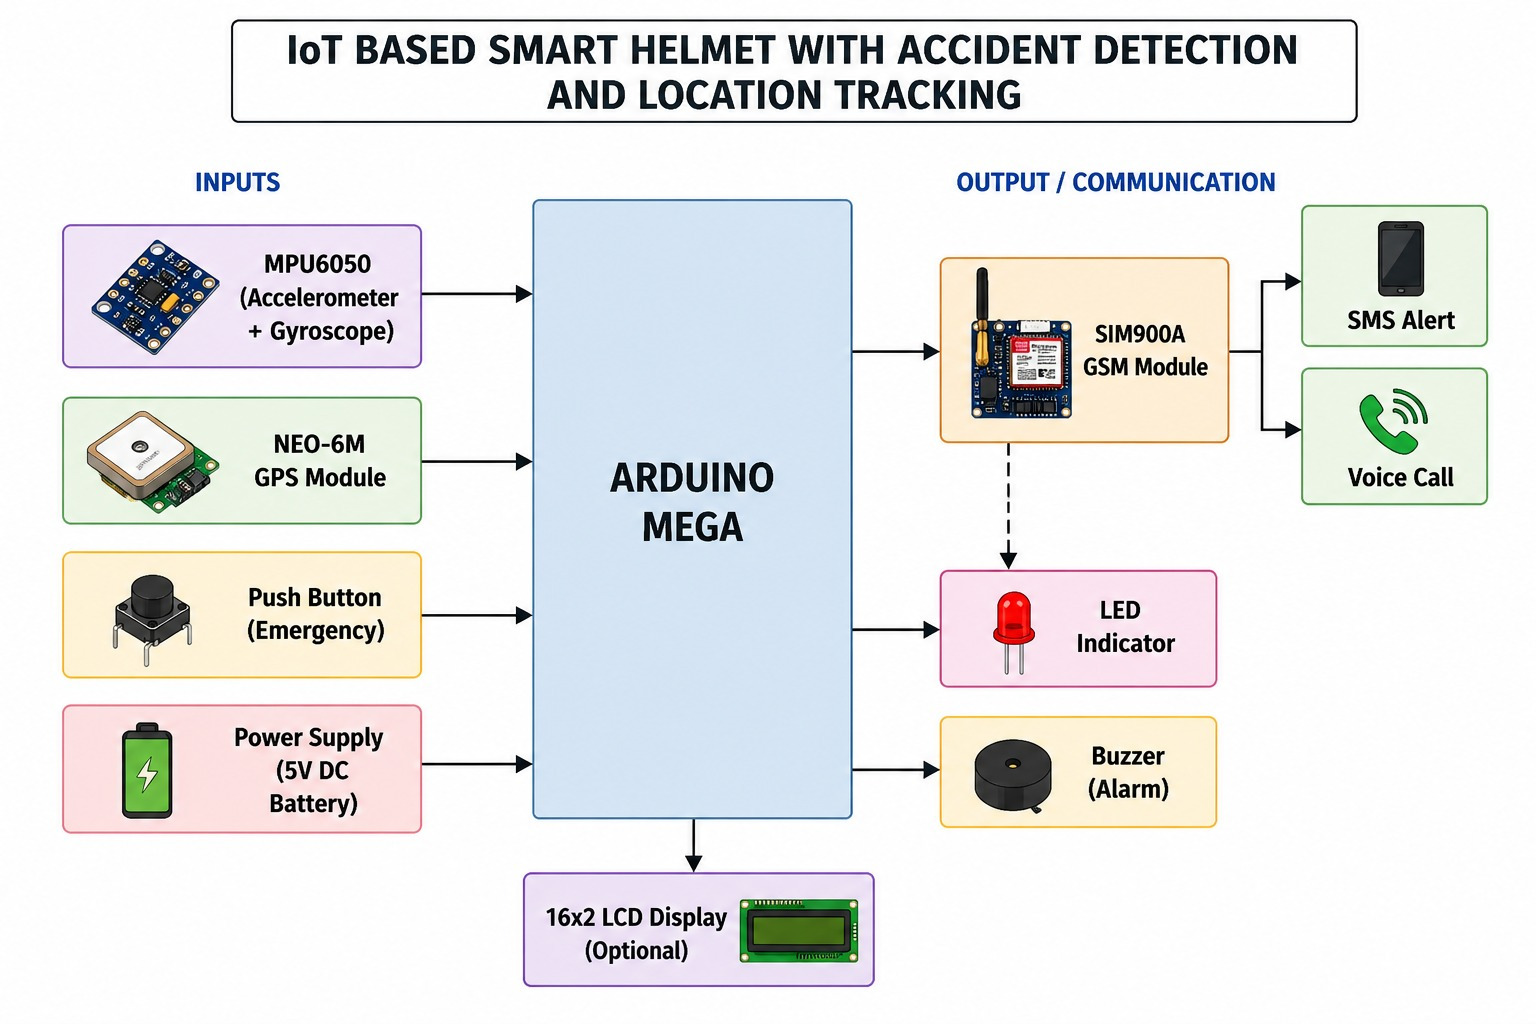 IoT BASED SMART HELMET WITH ACCIDENT DETECTION
AND LOCATION TRACKING
INPUTS
OUTPUT / COMMUNICATION
MPU6050
(Accelerometer
+ Gyroscope)
NEO-6M
GPS Module
Push Button
(Emergency)
Power Supply
(5V DC
Battery)
ARDUINO
MEGA
SIM900A
GSM Module
SMS Alert
Voice Call
LED
Indicator
Buzzer
(Alarm)
16x2 LCD Display
(Optional)